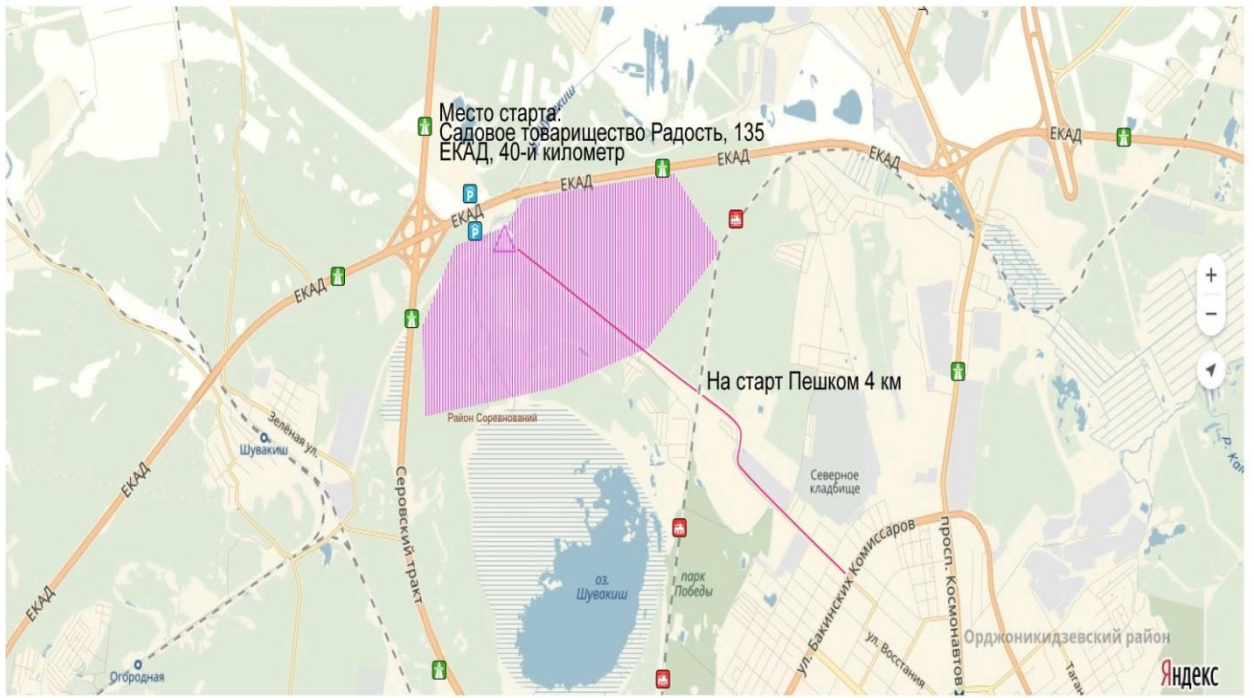 Место старта:
Садовое товарищество Радость, 135
ЕКАД, 40-й километр
ЕКАД
ЕКАД
ЕКАД
ЕКАД
ЕКАД
ЕКАД
ЕКАД
ЕКАД
На старт Пешком 4 км
Район Соревнований
Зелёная ул.
Шувакиш
Серовский тракт
Северное
кладбище
ул. Бакинских Комиссаров
просп. Космонавтов
оз.
Шувакиш
парк
Победы
ул. Восстания
Орджоникидзевский район
Огородная
Яндекс